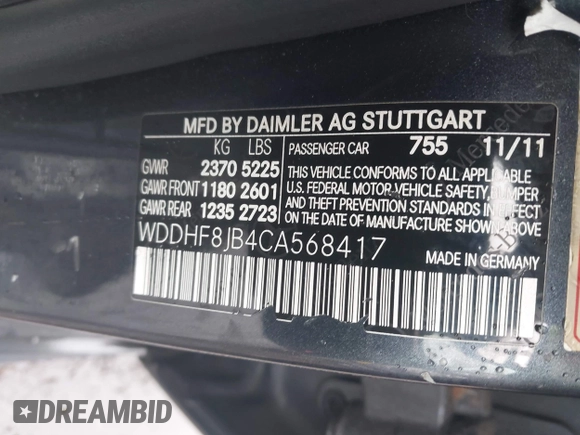 MFD BY DAIMLER AG STUTTGART
KG LBS
GVWR 2370 5225
GAWR FRONT 1180 2601
GAWR REAR 1235 2723
PASSENGER CAR 755 11/11
THIS VEHICLE CONFORMS TO ALL APPLICABLE
U.S. FEDERAL MOTOR VEHICLE SAFETY, BUMPER
AND THEFT PREVENTION STANDARDS IN EFFECT
ON THE DATE OF MANUFACTURE SHOWN ABOVE
WDDHF8JB4CA568417
MADE IN GERMANY
DREAMBID